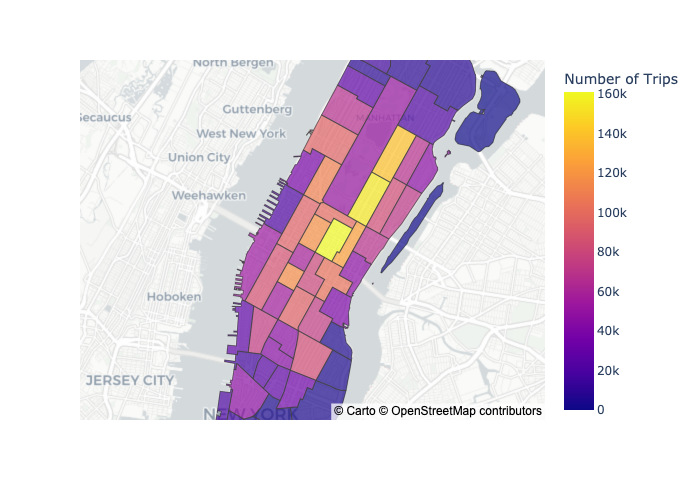 North Bergen
Number of Trips
160k
Secaucus
Guttenberg
MANHATTAN
140k
West New York
Union City
120k
Weehawken
100k
80k
60k
Hoboken
40k
JERSEY CITY
20k
NEW YORK
© Carto © OpenStreetMap contributors
0